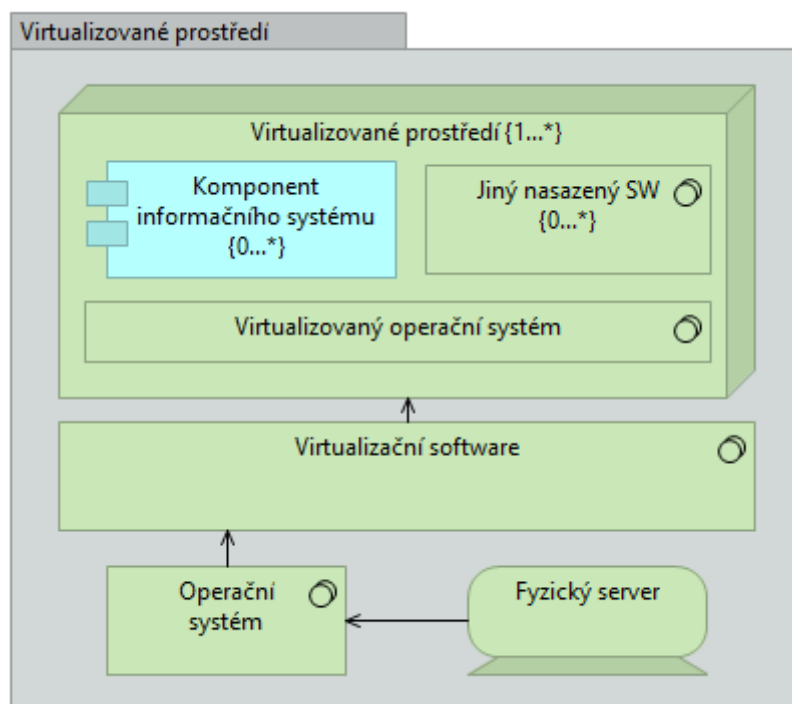 Virtualizované prostředí
Virtualizované prostředí {1...*}
Komponent
informačního systému
{0...*}
Jiný nasazený SW
{0...*}
Virtualizovaný operační systém
Virtualizační software
Operační
systém
Fyzický server